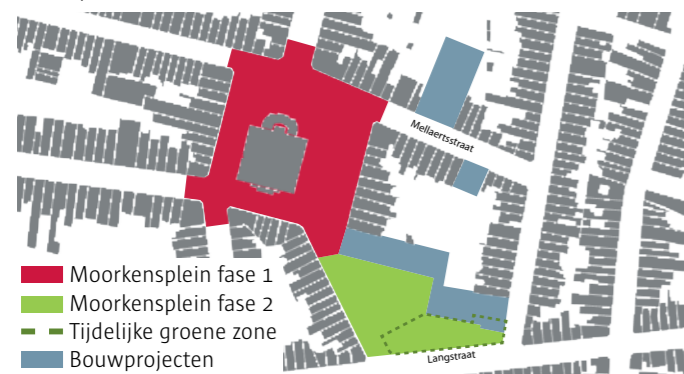 Mellaertsstraat
Moorkensplein fase 1
Moorkensplein fase 2
Tijdelijke groene zone
Bouwprojecten
Langstraat